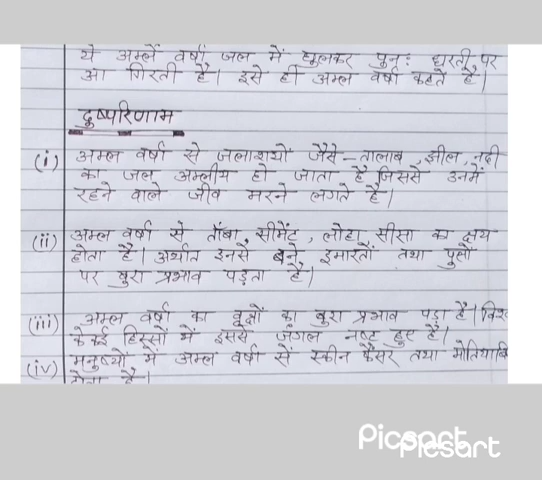 ये अम्लें वर्षा जल में घुलकर पुनः धरती पर
आ गिरती है। इसे ही अम्ल वर्षा कहते है।
दुष्परिणाम
(i) अम्ल वर्षा से जलाशयों जैसे - तालाब, झील, नदी
का जल अम्लीय हो जाता है जिससे उनमें
रहने वाले जीव मरने लगते है।
(ii) अम्ल वर्षा से तांबा, सीमेंट, लोहा, सीसा का क्षय
होता है। अर्थात इनसे बने इमारतों तथा पुलों
पर बुरा प्रभाव पड़ता है।
(iii) अम्ल वर्षा का वृक्षों का बुरा प्रभाव पड़ा है।
के कई हिस्सों में इससे जंगल नष्ट हुए है।
(iv) मनुष्यों में अम्ल वर्षा सें स्कीन कैंसर तथा
होता है।
Picsart
Picsart